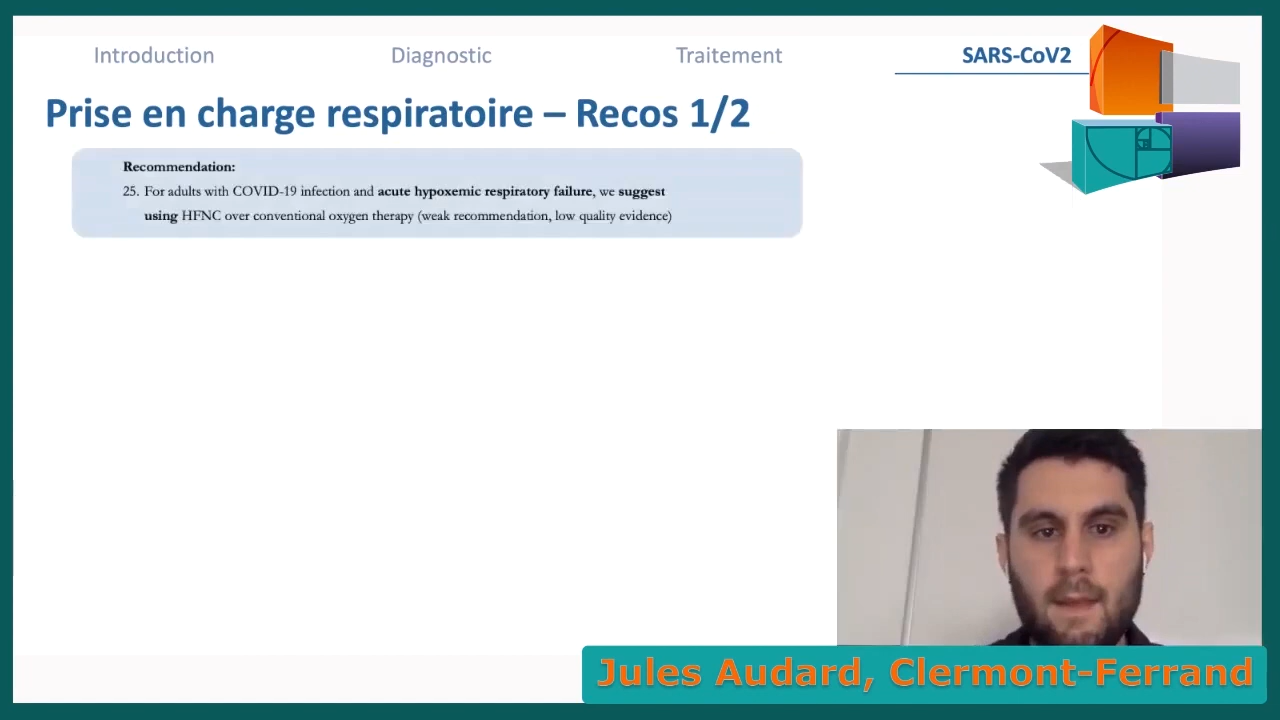 Introduction
Diagnostic
Traitement
SARS-CoV2
Prise en charge respiratoire – Recos 1/2
Recommendation:
25. For adults with COVID-19 infection and acute hypoxemic respiratory failure, we suggest
using HFNC over conventional oxygen therapy (weak recommendation, low quality evidence)
Jules Audard, Clermont-Ferrand